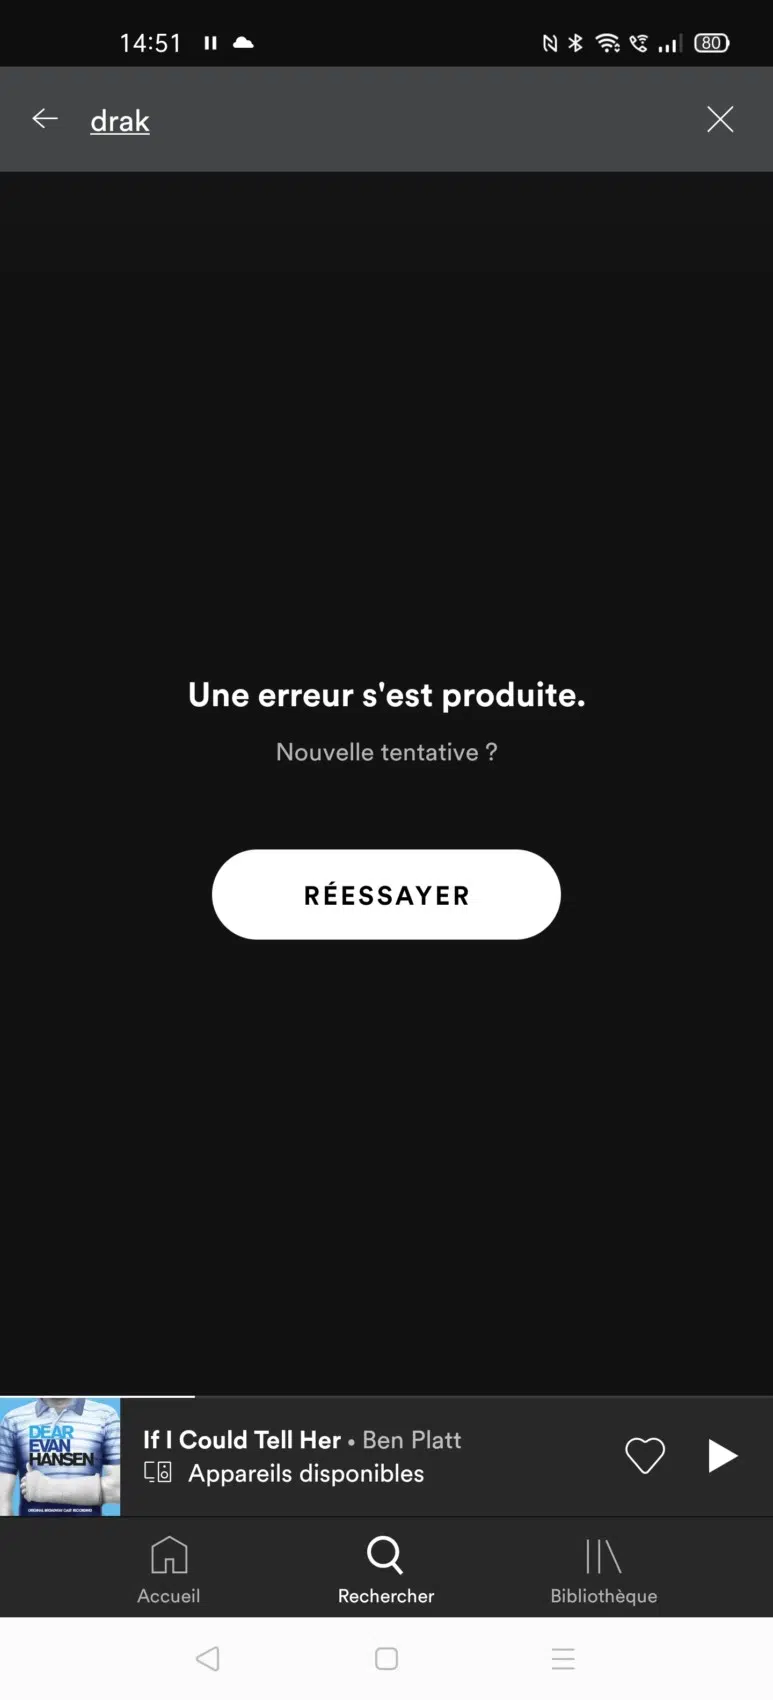 14:51
80
drak
Une erreur s'est produite.
Nouvelle tentative ?
RÉESSAYER
DEAR
EVAN
HANSEN
If I Could Tell Her • Ben Platt
Appareils disponibles
ORIGINAL BROADWAY CAST RECORDING
Accueil
Rechercher
Bibliothèque